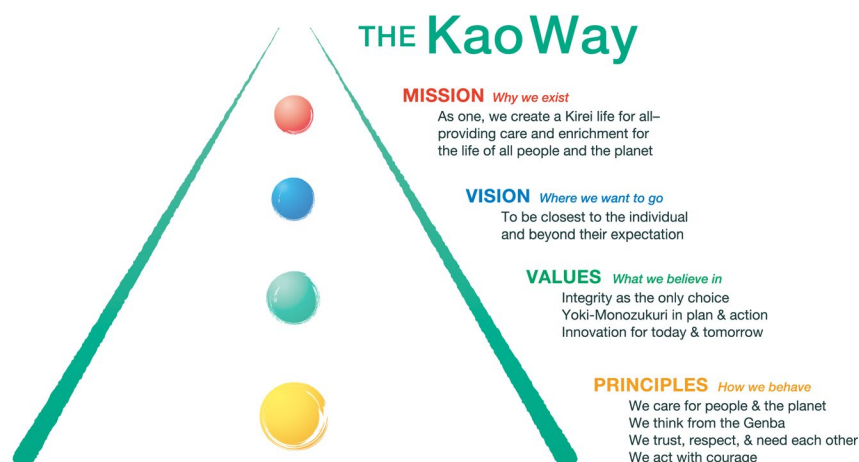 THE Kao Way
MISSION Why we exist
As one, we create a Kirei life for all–
providing care and enrichment for
the life of all people and the planet
VISION Where we want to go
To be closest to the individual
and beyond their expectation
VALUES What we believe in
Integrity as the only choice
Yoki-Monozukuri in plan & action
Innovation for today & tomorrow
PRINCIPLES How we behave
We care for people & the planet
We think from the Genba
We trust, respect, & need each other
We act with courage